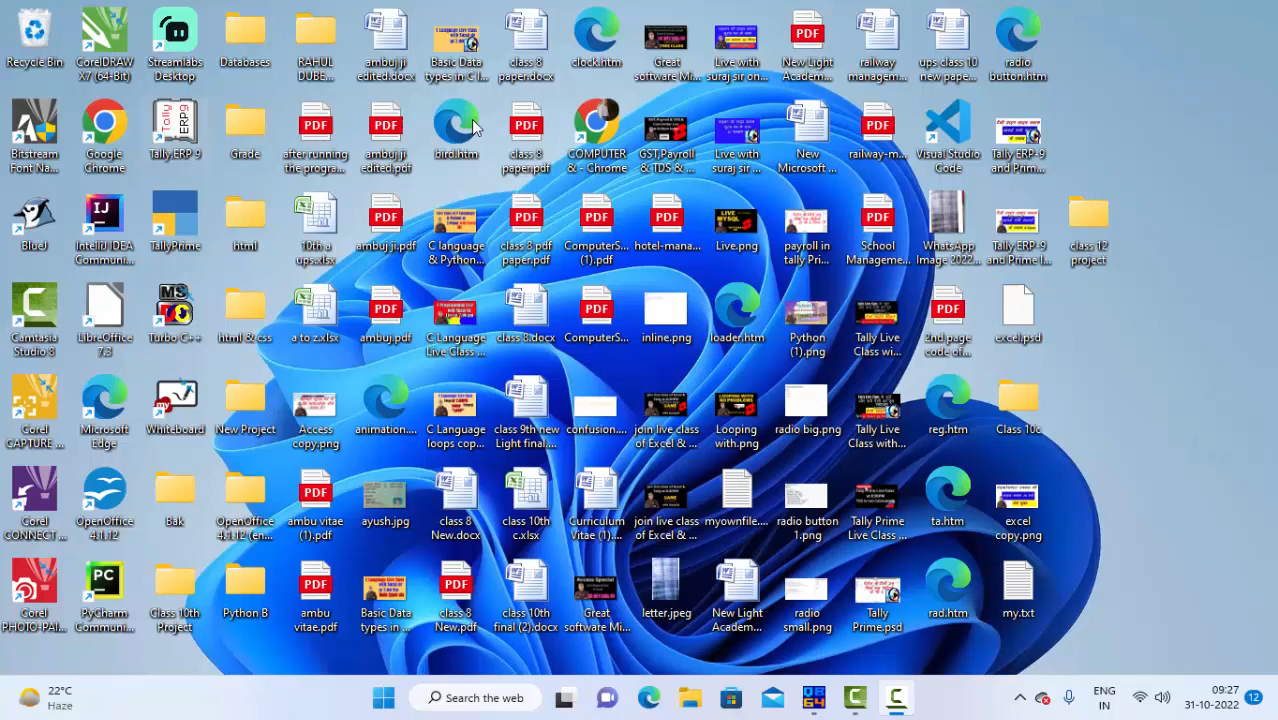 Recycle Bin
CorelDRAW
X7 (64-Bit)
Streamlabs
Desktop
Databases
RAHUL
DUBE...
ambu ji
edited.docx
Basic Data
types in C l...
class 8
paper.docx
clock.htm
Great
software Mi...
Live with
suraj sir on...
New Light
Academ...
railway
managem...
ups class 10
new pape...
radio
button.htm
Bitstream
Font Na...
Google
Chrome
Tally.ERP 9
Grade
after running
the progra...
ambu ji
edited.pdf
bird.htm
class 8
paper.pdf
COMPUTER
& - Chrome
GST,Payroll
& TDS & ...
Live with
suraj sir ...
New
Microsoft ...
railway-m...
Visual Studio
Code
Tally ERP-9
and Prim...
BlueJ
IntelliJ IDEA
Communi...
TallyPrime
html
10th a
ups.xlsx
ambuj ji.pdf
C language
& Python...
class 8 pdf
paper.pdf
ComputerS...
(1).pdf
hotel-mana...
Live.png
payroll in
tally Pri...
School
Manageme...
WhatsApp
Image 2022...
Tally ERP-9
and Prime l...
class 12
project
Camtasia
Studio 8
LibreOffice
7.3
Turbo C++
html & css
a to z.xlsx
ambuj.pdf
C Language
Live Class ...
class 8.docx
ComputerS...
inline.png
loader.htm
Python
(1).png
Tally Live
Class wi...
2nd page
code of...
excel.psd
Corel
CAPTURE ...
Microsoft
Edge
Whiteboard
New Project
Access
copy.png
animation....
C Language
loops cop...
class 9th new
Light final....
confusion....
join live class
of Excel & ...
Looping
with.png
radio big.png
Tally Live
Class with...
reg.htm
Class 10c
Corel
CONNECT ...
OpenOffice
4.1.12
Bak
OpenOffice
4.1.12 (en...
ambu vitae
(1).pdf
ayush.jpg
class 8
New.docx
class 10th
c.xlsx
Curriculum
Vitae (1)....
join live class
of Excel & ...
myownfile....
radio button
1.png
Tally Prime
Live Class ...
ta.htm
excel
copy.png
Corel
PHOTO-PAI...
PyCharm
Communi...
Class 10th
Project
Python B
ambu
vitae.pdf
Basic Data
types in ...
class 8
New.pdf
class 10th
final (2).docx
Great
software Mi...
letter.jpeg
New Light
Academ...
radio
small.png
Tally
Prime.psd
rad.htm
my.txt
22°C
Haze
Search the web
ENG
IN
09:27
31-10-2022
12